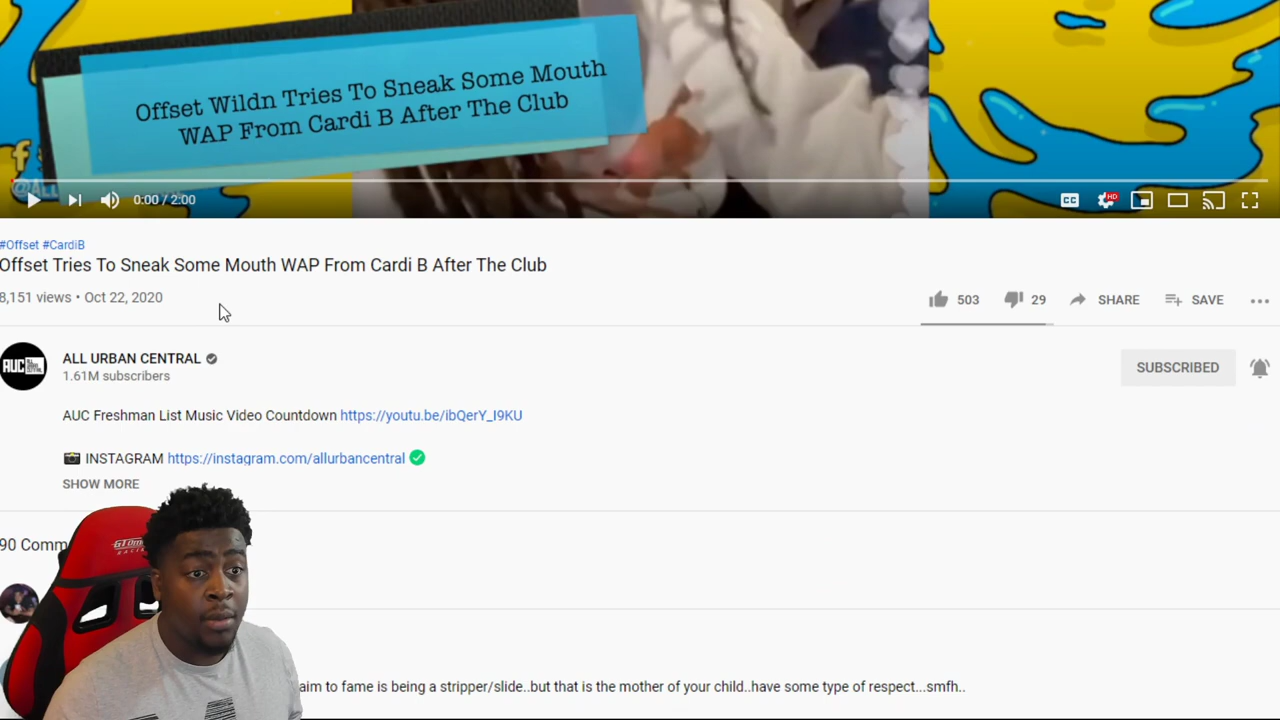 Offset Wildn Tries To Sneak Some Mouth
WAP From Cardi B After The Club
f
0:00 / 2:00
CC
HD
#Offset #CardiB
Offset Tries To Sneak Some Mouth WAP From Cardi B After The Club
8,151 views • Oct 22, 2020
503
29
SHARE
SAVE
AUC
ALL URBAN CENTRAL
1.61M subscribers
SUBSCRIBED
AUC Freshman List Music Video Countdown https://youtu.be/ibQerY_I9KU
INSTAGRAM https://instagram.com/allurbancentral
SHOW MORE
90 Comm
aim to fame is being a stripper/slide..but that is the mother of your child..have some type of respect...smfh..